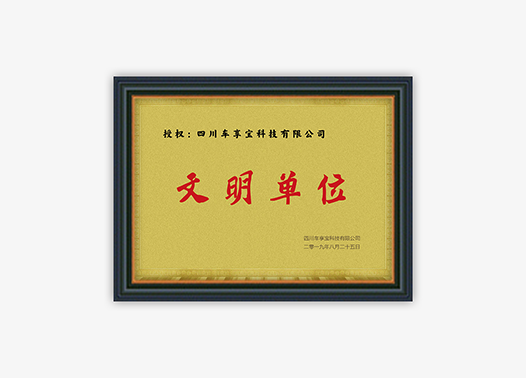 授权：四川车享宝科技有限公司
文明单位
四川车享宝科技有限公司
二零一九年八月二十五日